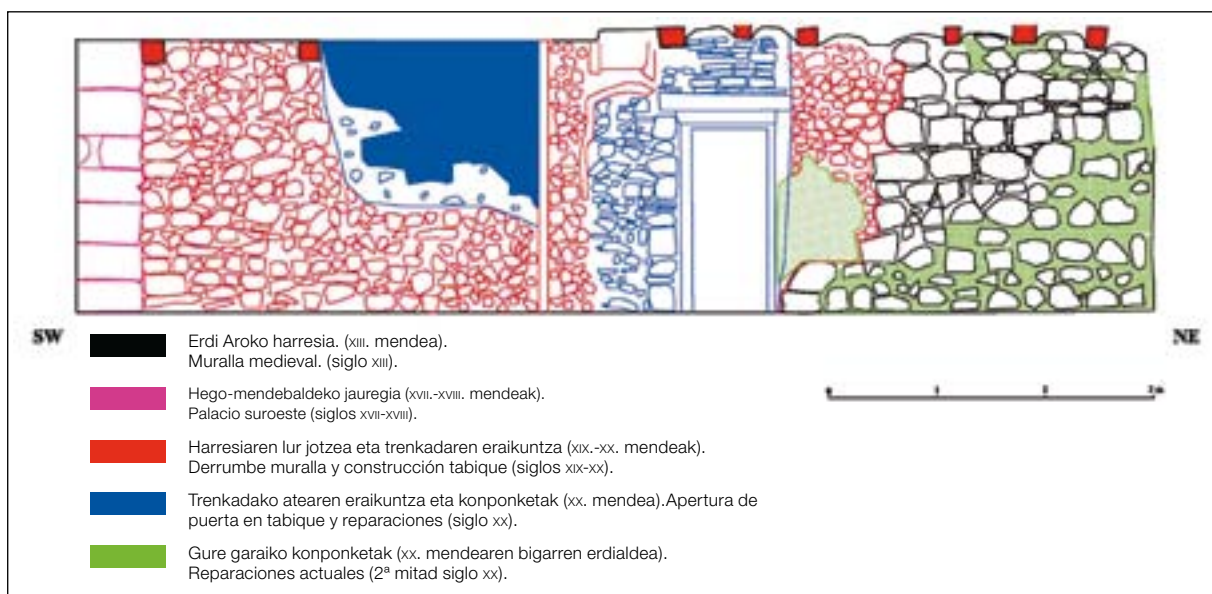 SW
NE
Erdi Aroko harresia. (XIII. mendea).
Muralla medieval. (siglo XIII).
Hego-mendebaldeko jauregia (XVII.-XVIII. mendeak).
Palacio suroeste (siglos XVII-XVIII).
Harresiaren lur jotzea eta trenkadaren eraikuntza (XIX.-XX. mendeak).
Derrumbe muralla y construcción tabique (siglos XIX-XX).
Trenkadako atearen eraikuntza eta konponketak (XX. mendea).Apertura de
puerta en tabique y reparaciones (siglo XX).
Gure garaiko konponketak (XX. mendearen bigarren erdialdea).
Reparaciones actuales (2ª mitad siglo XX).
0